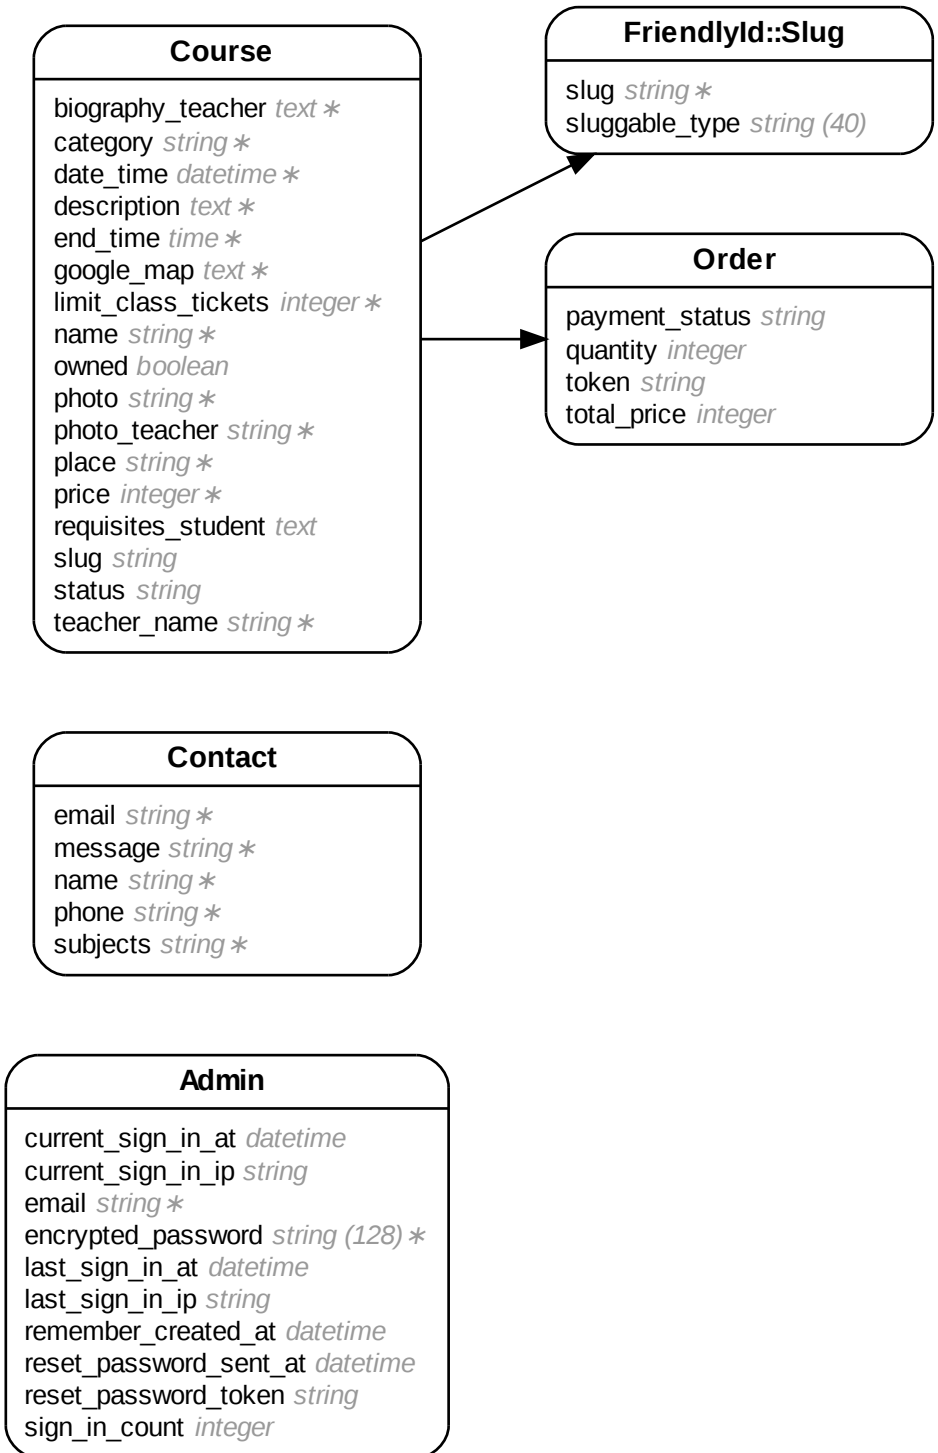 Course
biography_teacher text ∗
category string ∗
date_time datetime ∗
description text ∗
end_time time ∗
google_map text ∗
limit_class_tickets integer ∗
name string ∗
owned boolean
photo string ∗
photo_teacher string ∗
place string ∗
price integer ∗
requisites_student text
slug string
status string
teacher_name string ∗
FriendlyId::Slug
slug string ∗
sluggable_type string (40)
Order
payment_status string
quantity integer
token string
total_price integer
Contact
email string ∗
message string ∗
name string ∗
phone string ∗
subjects string ∗
Admin
current_sign_in_at datetime
current_sign_in_ip string
email string ∗
encrypted_password string (128) ∗
last_sign_in_at datetime
last_sign_in_ip string
remember_created_at datetime
reset_password_sent_at datetime
reset_password_token string
sign_in_count integer